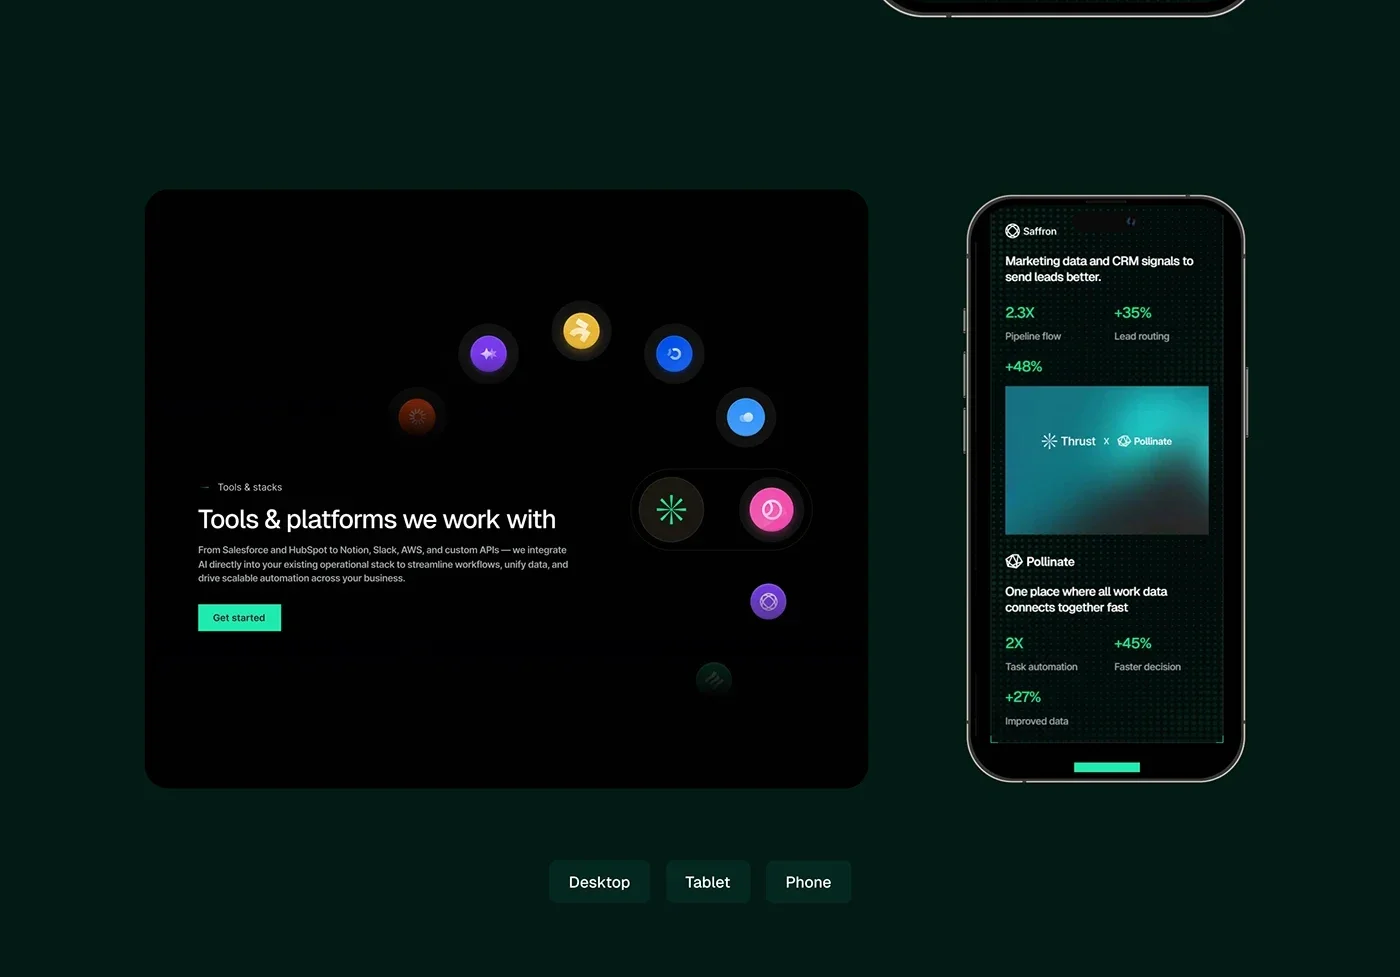 Tools & stacks
Tools & platforms we work with
From Salesforce and HubSpot to Notion, Slack, AWS, and custom APIs — we integrate
AI directly into your existing operational stack to streamline workflows, unify data, and
drive scalable automation across your business.
Get started
Saffron
Marketing data and CRM signals to
send leads better.
2.3X +35%
Pipeline flow Lead routing
+48%
Thrust x Pollinate
Pollinate
One place where all work data
connects together fast
2X +45%
Task automation Faster decision
+27%
Improved data
Desktop Tablet Phone